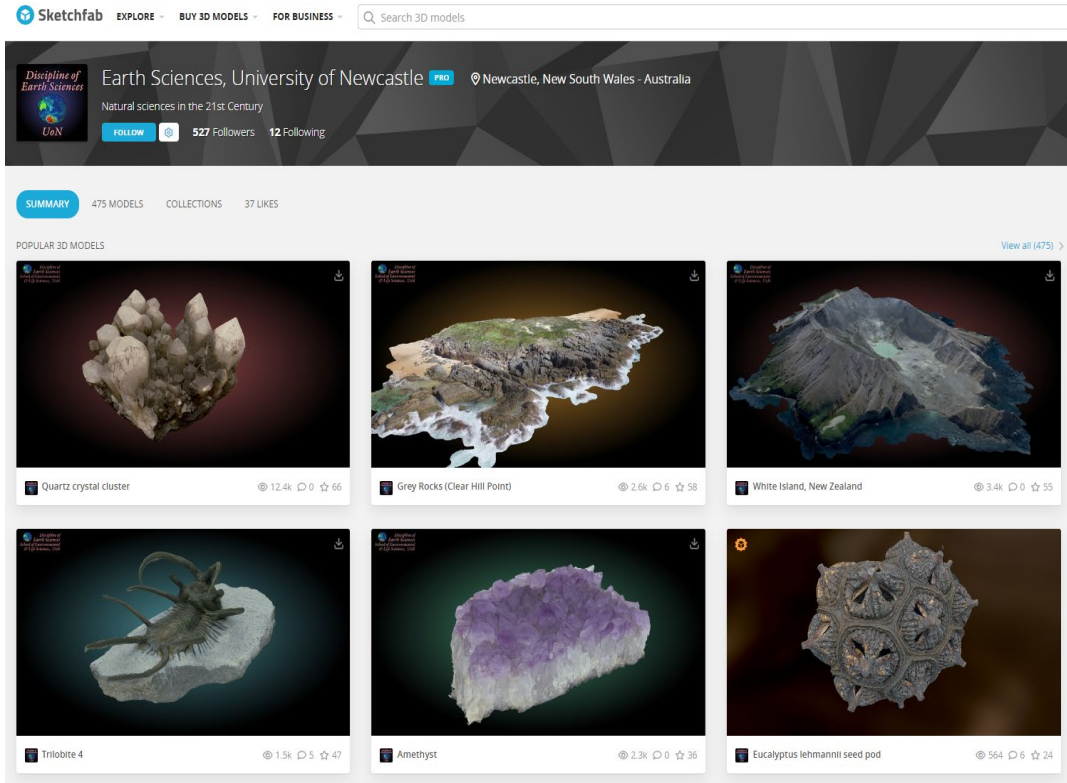 Sketchfab EXPLORE BUY 3D MODELS FOR BUSINESS Search 3D models
Discipline of
Earth Sciences
UoN
Earth Sciences, University of Newcastle PRO Newcastle, New South Wales - Australia
Natural sciences in the 21st Century
FOLLOW 527 Followers 12 Following
SUMMARY 475 MODELS COLLECTIONS 37 LIKES
POPULAR 3D MODELS View all (475)
Quartz crystal cluster 12.4k 0 66
Grey Rocks (Clear Hill Point) 2.6k 6 58
White Island, New Zealand 3.4k 0 55
Trilobite 4 1.5k 5 47
Amethyst 2.3k 0 36
Eucalyptus lehmannii seed pod 564 6 24